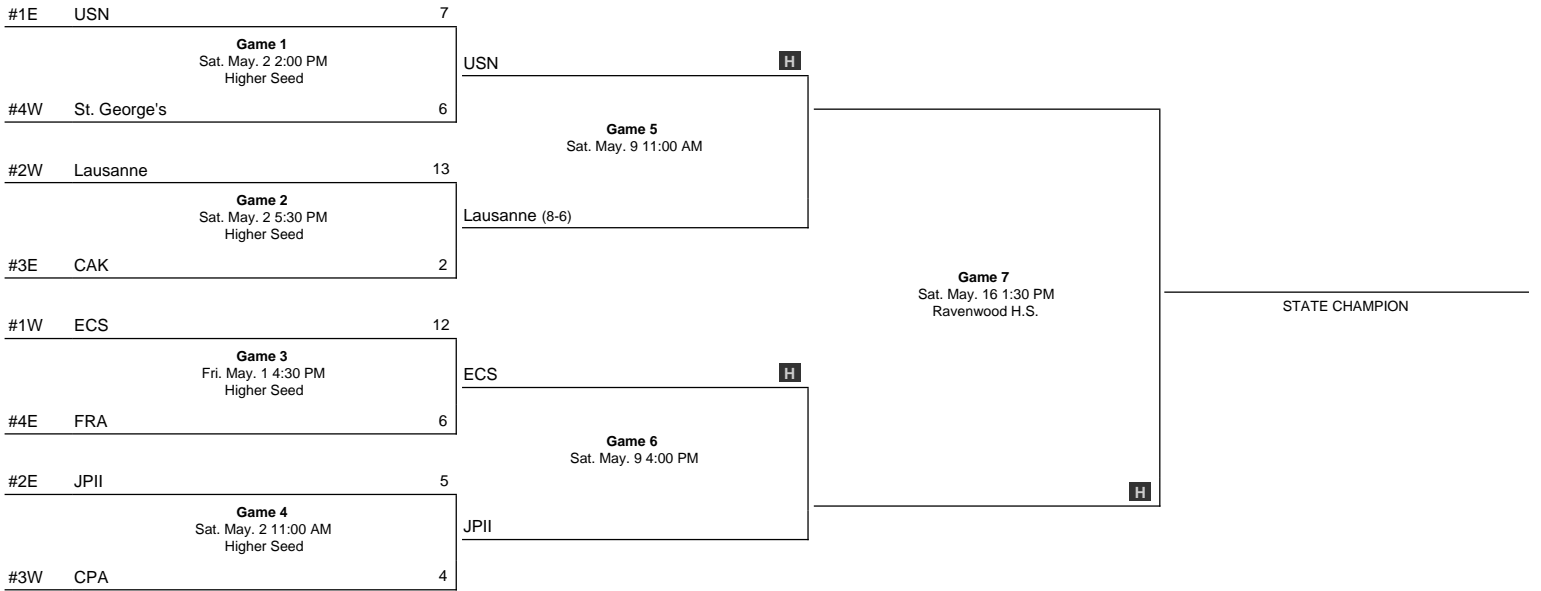 #1E USN 7
Game 1
Sat. May. 2 2:00 PM
Higher Seed
#4W St. George's 6
#2W Lausanne 13
Game 2
Sat. May. 2 5:30 PM
Higher Seed
#3E CAK 2
#1W ECS 12
Game 3
Fri. May. 1 4:30 PM
Higher Seed
#4E FRA 6
#2E JPII 5
Game 4
Sat. May. 2 11:00 AM
Higher Seed
#3W CPA 4
USN H
Game 5
Sat. May. 9 11:00 AM
Lausanne (8-6)
ECS H
Game 6
Sat. May. 9 4:00 PM
JPII
Game 7
Sat. May. 16 1:30 PM
Ravenwood H.S.
H
STATE CHAMPION